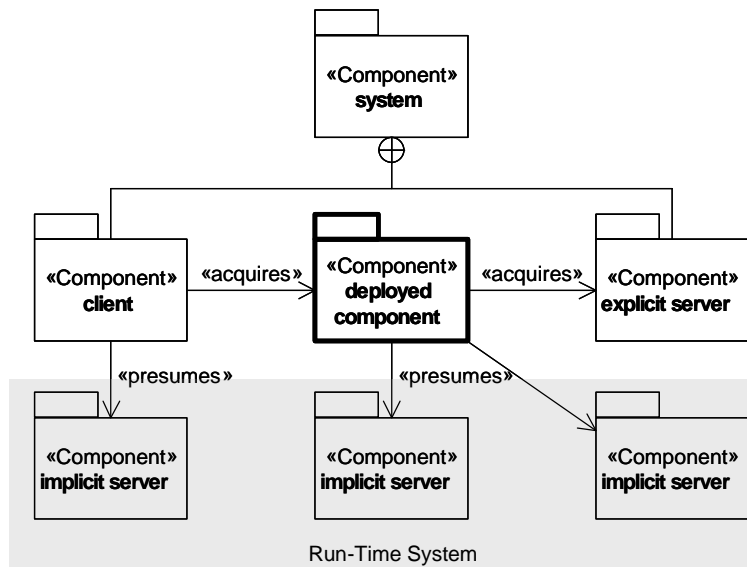 «Component»
system
«Component»
client
«acquires»
«Component»
deployed
component
«acquires»
«Component»
explicit server
«presumes»
«presumes»
«Component»
implicit server
«Component»
implicit server
«Component»
implicit server
Run-Time System